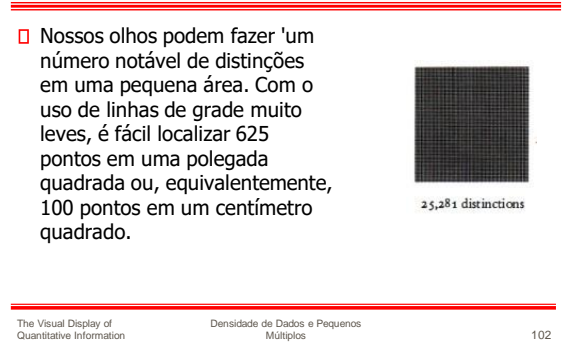 Nossos olhos podem fazer 'um
número notável de distinções
em uma pequena área. Com o
uso de linhas de grade muito
leves, é fácil localizar 625
pontos em uma polegada
quadrada ou, equivalentemente,
100 pontos em um centímetro
quadrado.
25,281 distinctions
The Visual Display of
Quantitative Information
Densidade de Dados e Pequenos
Múltiplos
102